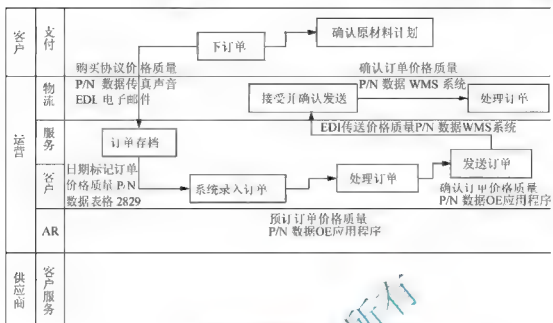 客户
支付
下订单
确认原材料计划
购买协议价格质量
P/N 数据传真声音
EDI 电子邮件
确认订单价格质量
P/N 数据 WMS 系统
运营
物流
接受并确认发送
处理订单
EDI传送价格质量P/N 数据WMS系统
服务
订单存档
发送订单
客户
日期标记订单
价格质量 P/N
数据表格 2829
系统录入订单
处理订单
确认订单价格质量
P/N 数据OE应用程序
AR
预订订单价格质量
P/N 数据OE应用程序
供应商
客户服务